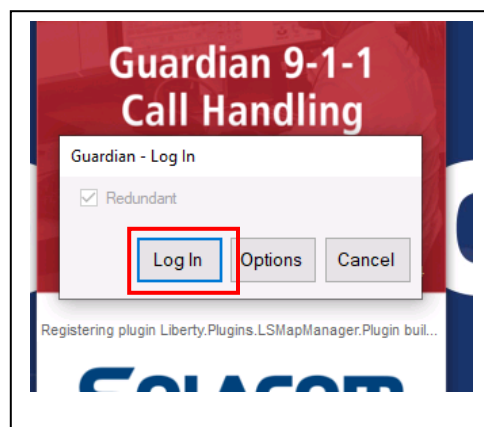 Guardian 9-1-1
Call Handling
Guardian - Log In
Redundant
Log In Options Cancel
Registering plugin Liberty.Plugins.LSMapManager.Plugin buil...